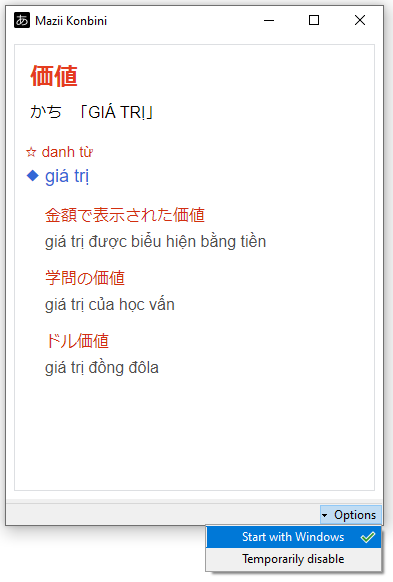 あ Mazii Konbini
価値
かち 「GIÁ TRỊ」
☆ danh từ
◆ giá trị
金額で表示された価値
giá trị được biểu hiện bằng tiền
学問の価値
giá trị của học vấn
ドル価値
giá trị đồng đôla
Options
Start with Windows
Temporarily disable